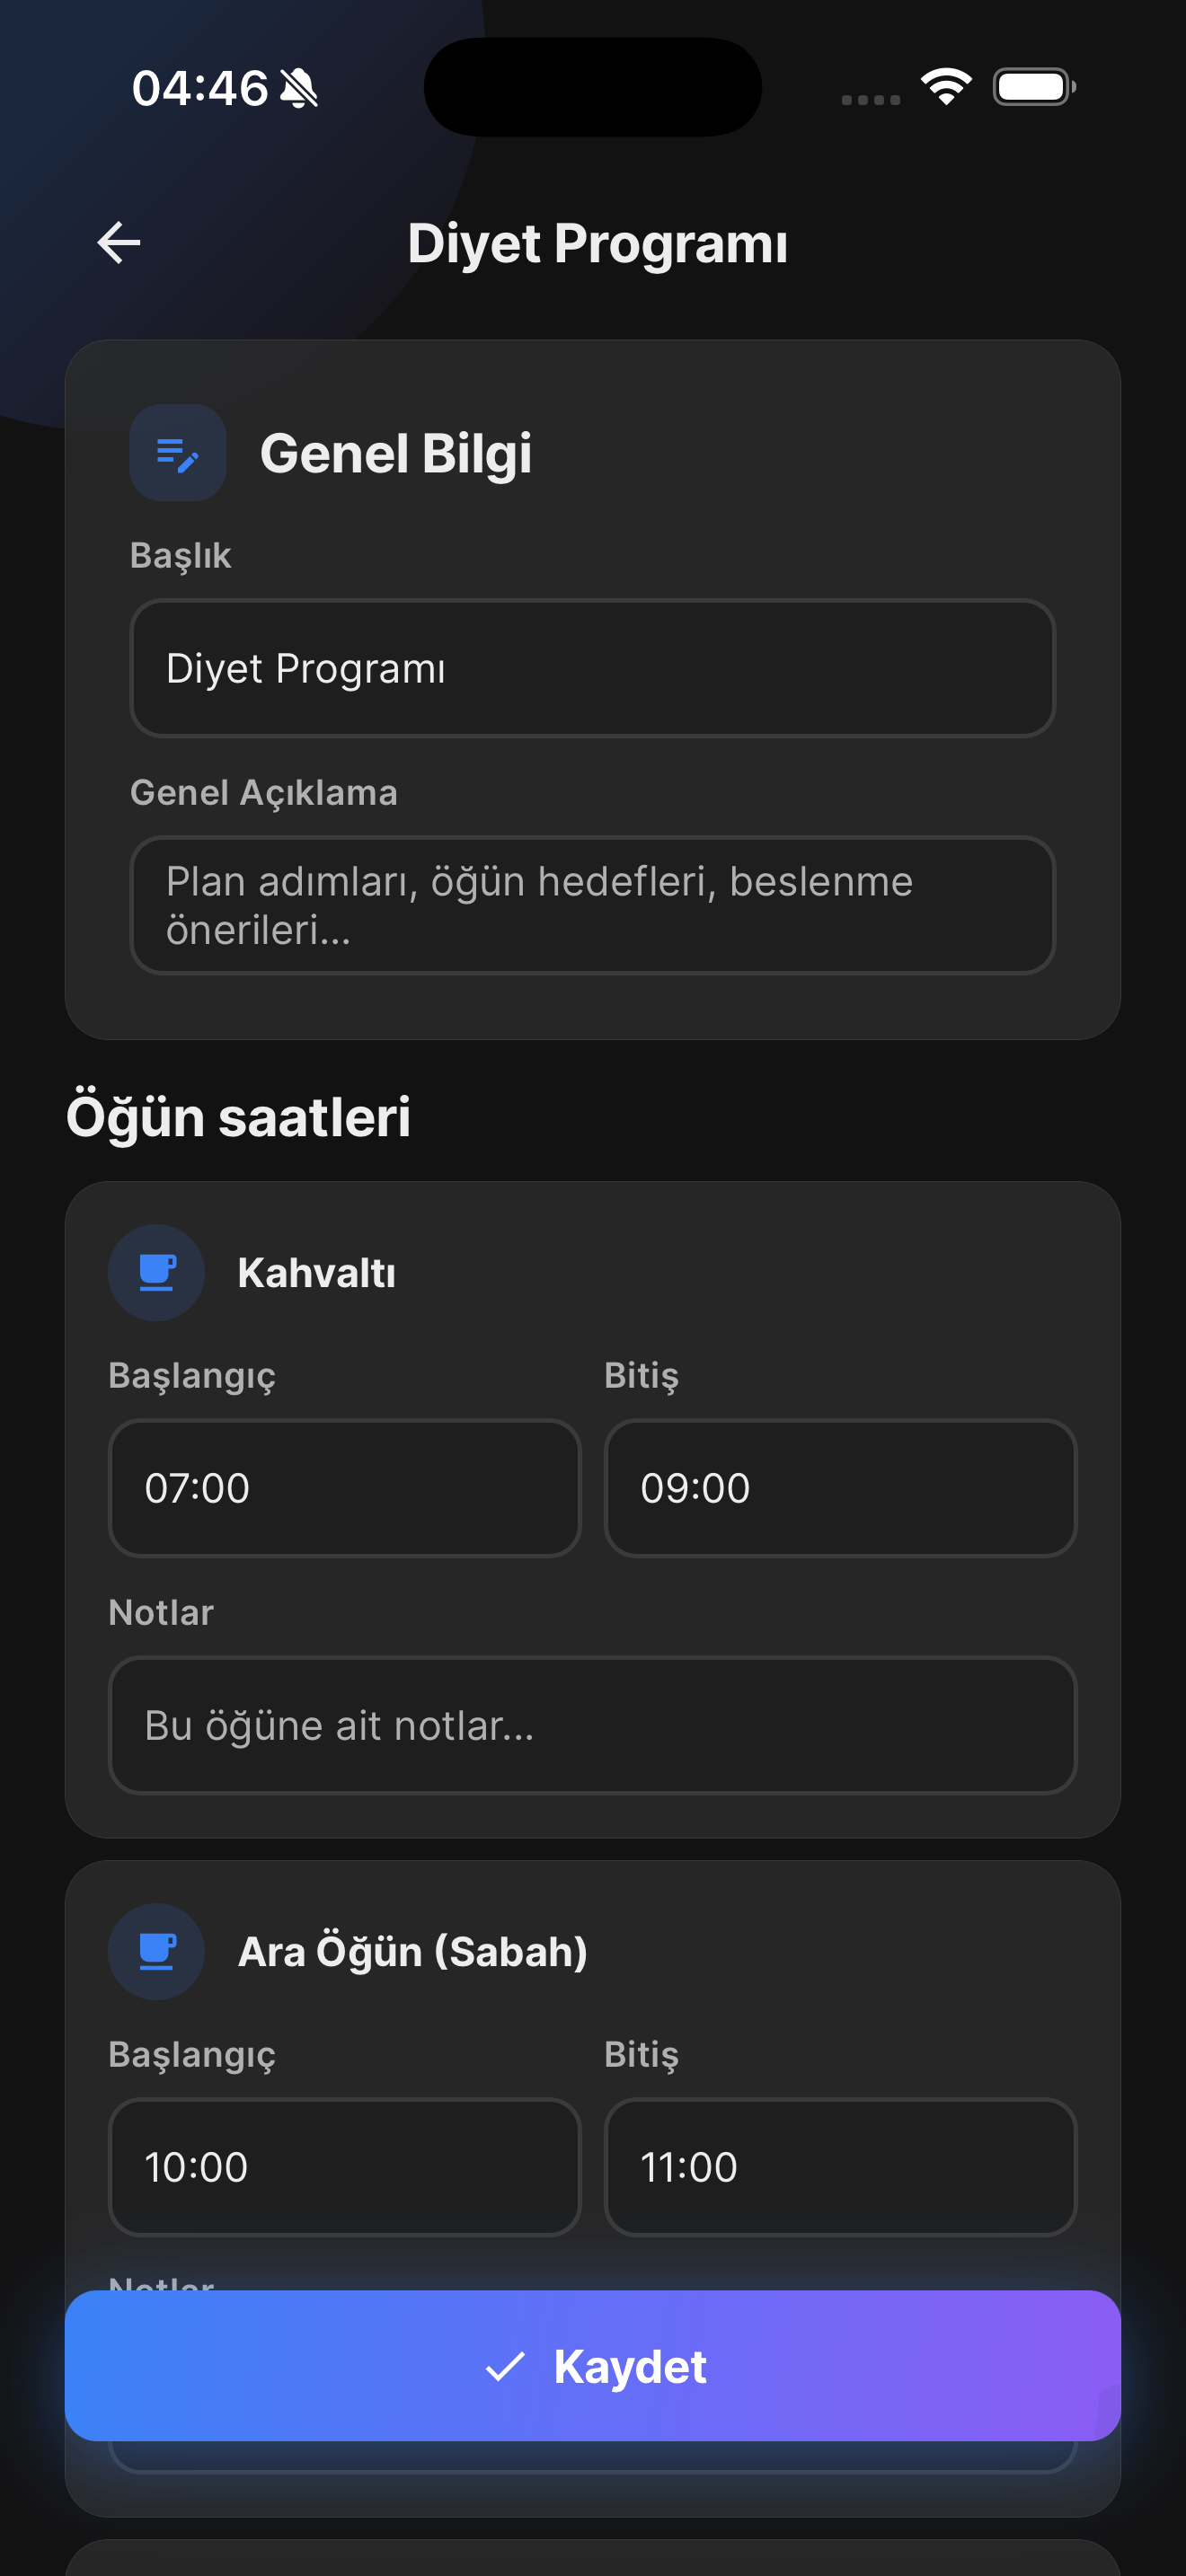 04:46
Diyet Programı
Genel Bilgi
Başlık
Diyet Programı
Genel Açıklama
Plan adımları, öğün hedefleri, beslenme
önerileri...
Öğün saatleri
Kahvaltı
Başlangıç
Bitiş
07:00
09:00
Notlar
Bu öğüne ait notlar...
Ara Öğün (Sabah)
Başlangıç
Bitiş
10:00
11:00
Notlar
Kaydet